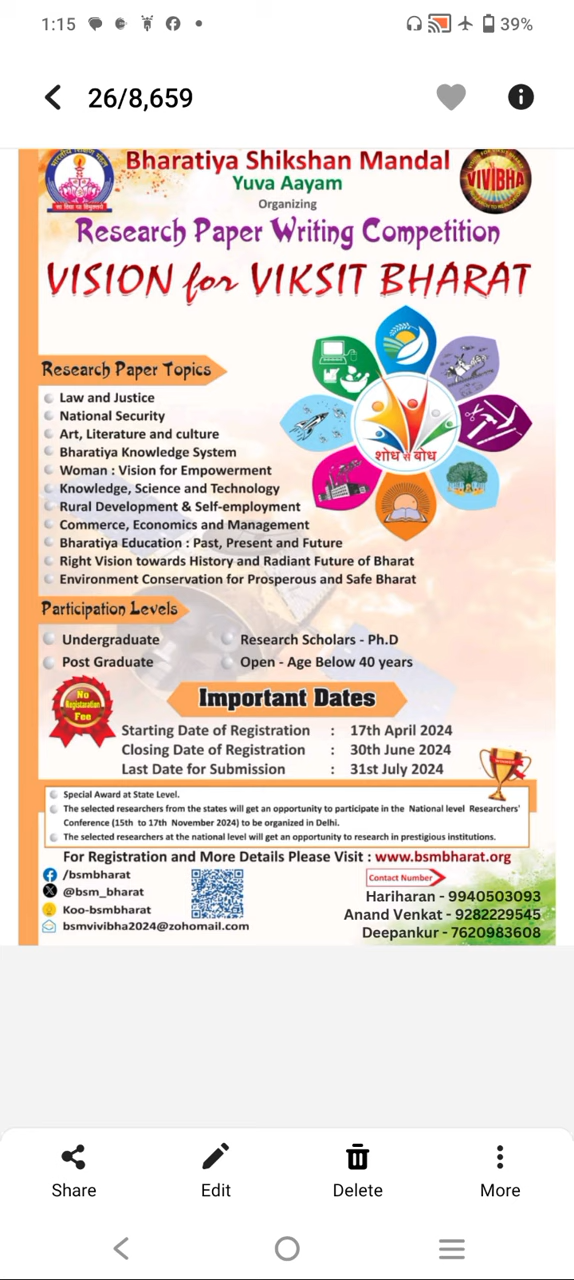 1:15
39%
26/8,659
Bharatiya Shikshan Mandal
VIVIBHA
Yuva Aayam
Organizing
Research Paper Writing Competition
VISION for VIKSIT BHARAT
Research Paper Topics
Law and Justice
National Security
Art, Literature and culture
Bharatiya Knowledge System
Woman : Vision for Empowerment
Knowledge, Science and Technology
Rural Development & Self-employment
Commerce, Economics and Management
Bharatiya Education : Past, Present and Future
Right Vision towards History and Radiant Future of Bharat
Environment Conservation for Prosperous and Safe Bharat
शोध से बोध
Participation Levels
Undergraduate
Research Scholars - Ph.D
Post Graduate
Open - Age Below 40 years
No
Registaration
Fee
Important Dates
Starting Date of Registration : 17th April 2024
Closing Date of Registration : 30th June 2024
Last Date for Submission : 31st July 2024
Special Award at State Level.
The selected researchers from the states will get an opportunity to participate in the National level Researchers'
Conference (15th to 17th November 2024) to be organized in Delhi.
The selected researchers at the national level will get an opportunity to research in prestigious institutions.
For Registration and More Details Please Visit : www.bsmbharat.org
/bsmbharat
@bsm_bharat
Koo-bsmbharat
bsmvivibha2024@zohomail.com
Contact Number
Hariharan - 9940503093
Anand Venkat - 9282229545
Deepankur - 7620983608
Share
Edit
Delete
More